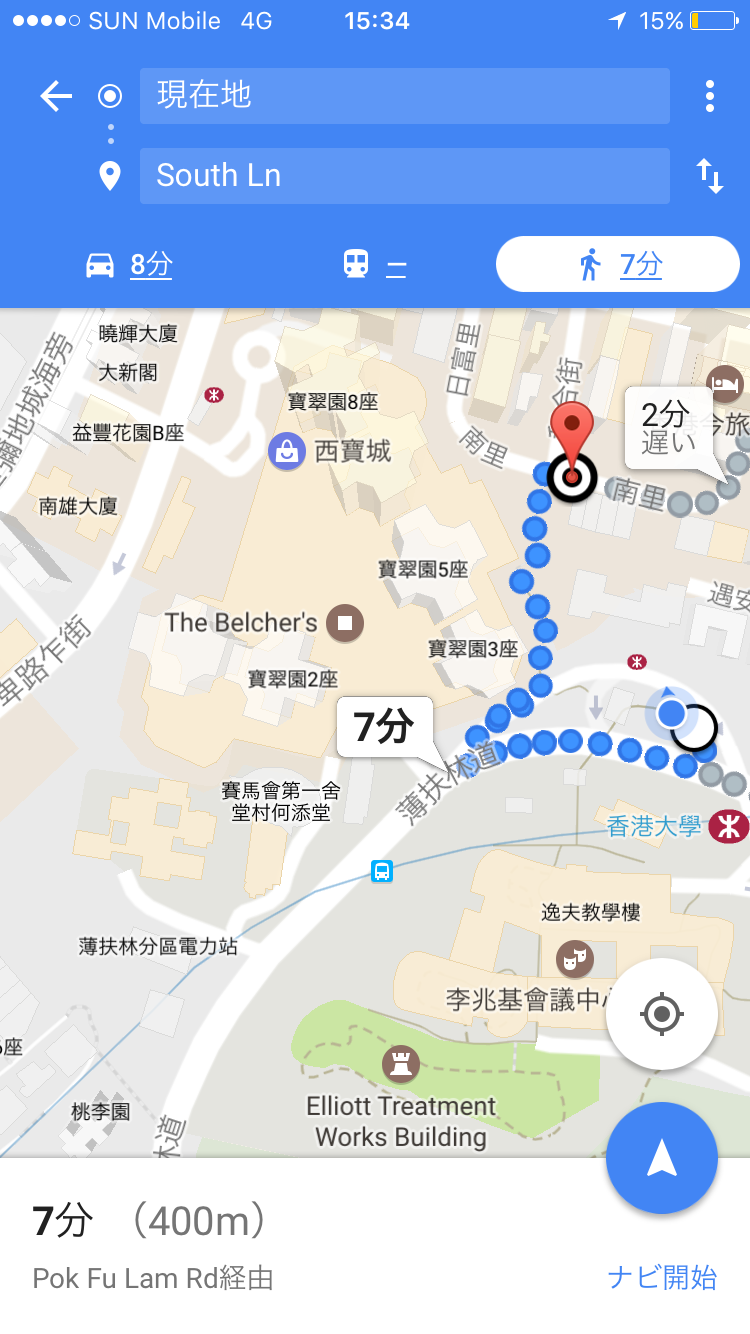 SUN Mobile 4G 15:34 15%
現在地
South Ln
8分 — 7分
曉輝大廈
大新閣
日富里
寶翠園8座
益豐花園B座
西寶城
南里
2分
遅い
南里
南雄大廈
寶翠園5座
The Belcher's
寶翠園3座
寶翠園2座
卑路乍街
7分
薄扶林道
賽馬會第一舍
堂村何添堂
香港大學
逸夫教學樓
薄扶林分區電力站
李兆基會議中心
桃李園
Elliott Treatment
Works Building
林道
7分 （400m）
Pok Fu Lam Rd経由
ナビ開始